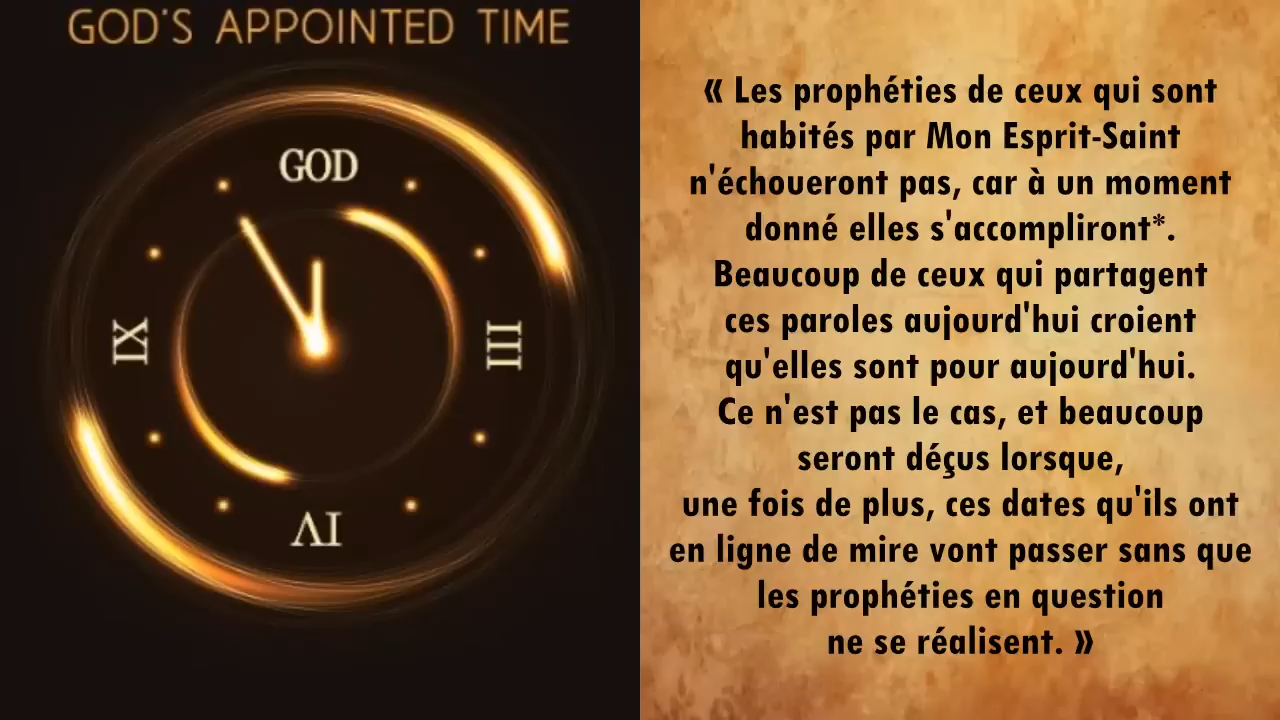 GOD'S APPOINTED TIME
GOD
III
IV
IX
« Les prophéties de ceux qui sont
habités par Mon Esprit-Saint
n'échoueront pas, car à un moment
donné elles s'accompliront*.
Beaucoup de ceux qui partagent
ces paroles aujourd'hui croient
qu'elles sont pour aujourd'hui.
Ce n'est pas le cas, et beaucoup
seront déçus lorsque,
une fois de plus, ces dates qu'ils ont
en ligne de mire vont passer sans que
les prophéties en question
ne se réalisent. »